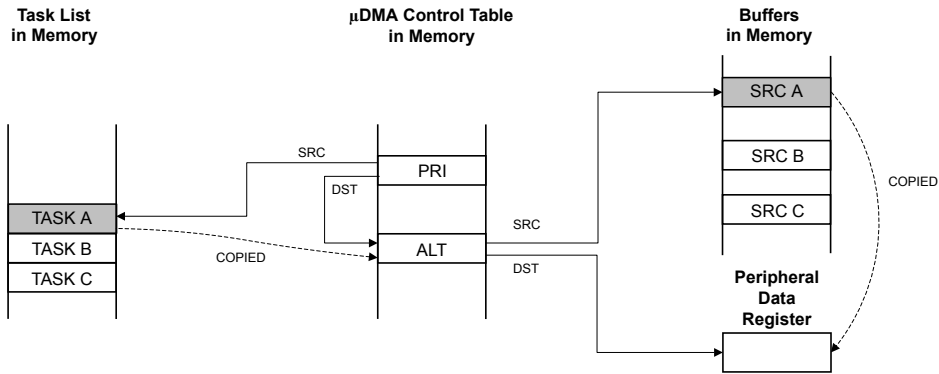 Task List
in Memory
µDMA Control Table
in Memory
Buffers
in Memory
SRC A
SRC
PRI
DST
SRC B
COPIED
TASK A
SRC C
SRC
TASK B
COPIED
ALT
DST
TASK C
Peripheral
Data
Register